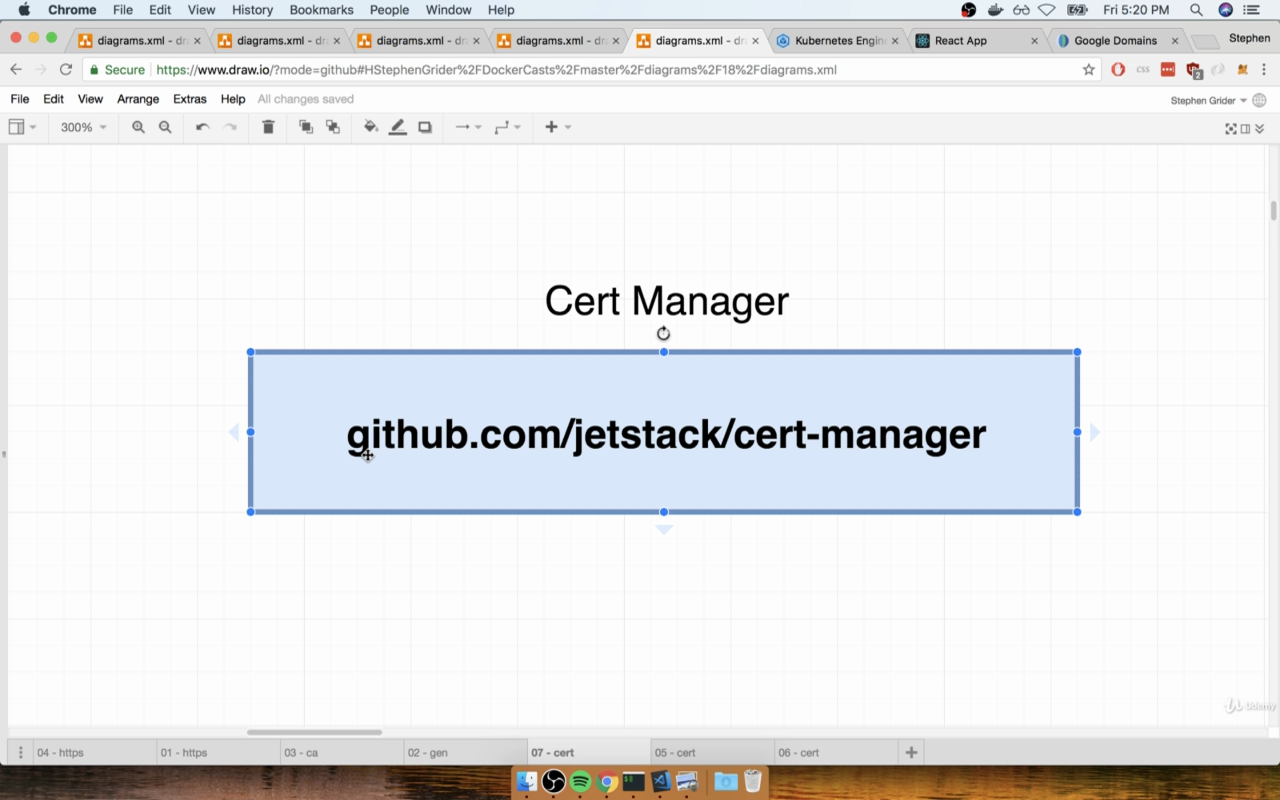 Chrome File Edit View History Bookmarks People Window Help Fri 5:20 PM
diagrams.xml - dr diagrams.xml - dr diagrams.xml - dr diagrams.xml - dr diagrams.xml - dr Kubernetes Engin React App Google Domains Stephen
Secure https://www.draw.io/?mode=github#HStephenGrider%2FDockerCasts%2Fmaster%2Fdiagrams%2F18%2Fdiagrams.xml css 2
File Edit View Arrange Extras Help All changes saved Stephen Grider
300%
Cert Manager
github.com/jetstack/cert-manager
Udemy
04 - https 01 - https 03 - ca 02 - gen 07 - cert 05 - cert 06 - cert